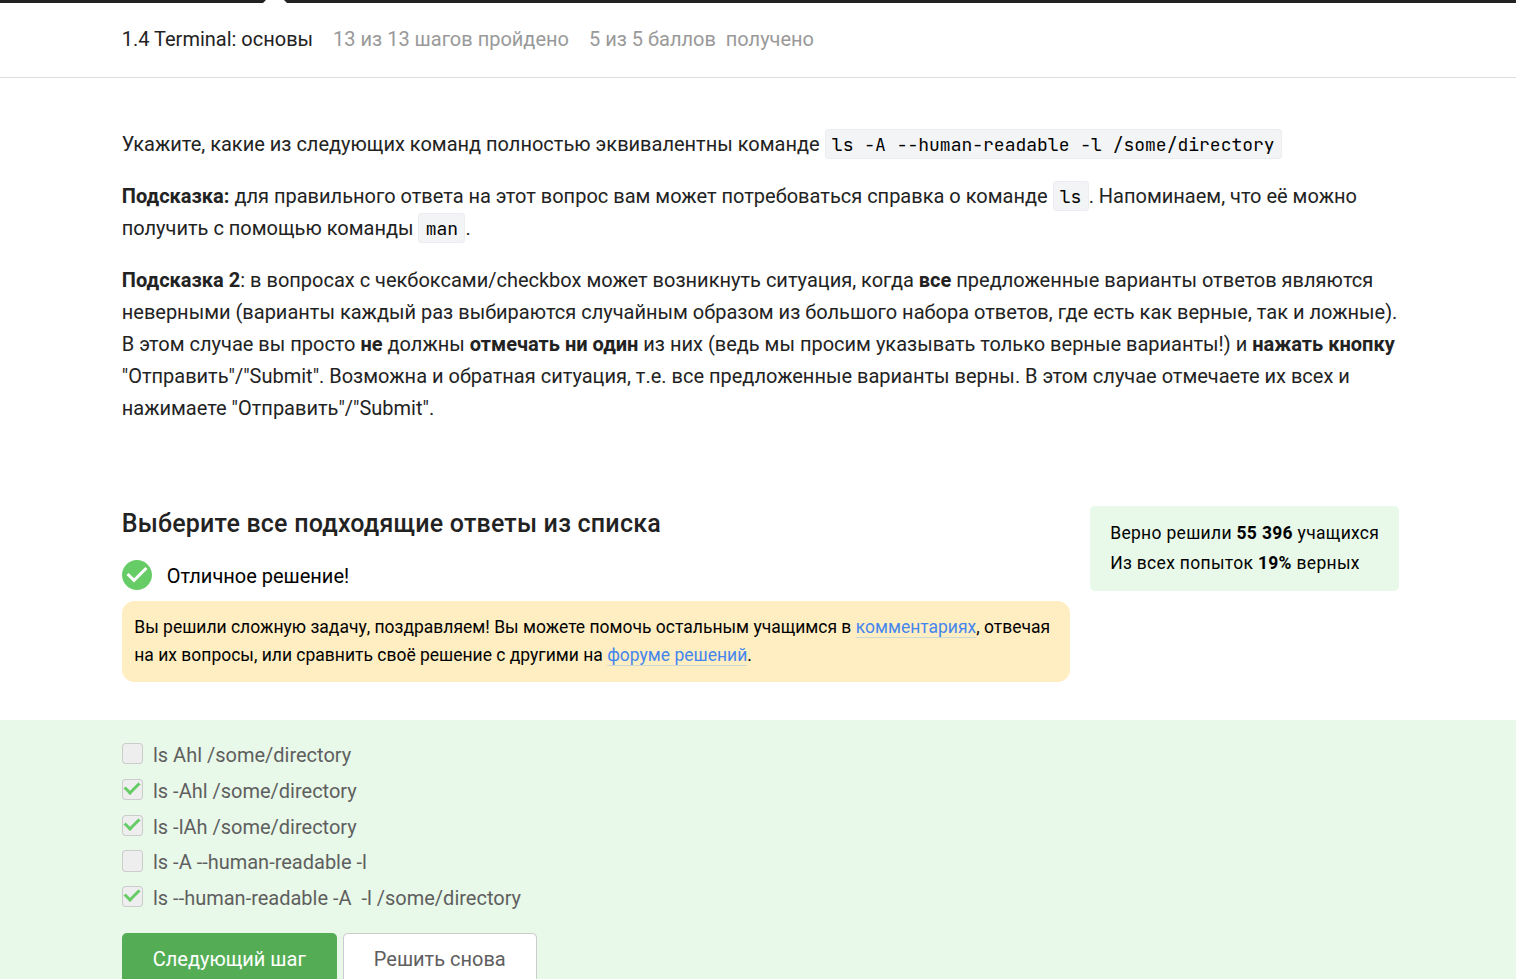 1.4 Terminal: основы 13 из 13 шагов пройдено 5 из 5 баллов получено
Укажите, какие из следующих команд полностью эквивалентны команде ls -A --human-readable -l /some/directory
Подсказка: для правильного ответа на этот вопрос вам может потребоваться справка о команде ls. Напоминаем, что её можно
получить с помощью команды man.
Подсказка 2: в вопросах с чекбоксами/checkbox может возникнуть ситуация, когда все предложенные варианты ответов являются
неверными (варианты каждый раз выбираются случайным образом из большого набора ответов, где есть как верные, так и ложные).
В этом случае вы просто не должны отмечать ни один из них (ведь мы просим указывать только верные варианты!) и нажать кнопку
"Отправить"/"Submit". Возможна и обратная ситуация, т.е. все предложенные варианты верны. В этом случае отмечаете их всех и
нажимаете "Отправить"/"Submit".
Выберите все подходящие ответы из списка
Верно решили 55 396 учащихся
Из всех попыток 19% верных
Отличное решение!
Вы решили сложную задачу, поздравляем! Вы можете помочь остальным учащимся в комментариях, отвечая
на их вопросы, или сравнить своё решение с другими на форуме решений.
ls Ahl /some/directory
ls -Ahl /some/directory
ls -lAh /some/directory
ls -A --human-readable -l
ls --human-readable -A  -l /some/directory
Следующий шаг
Решить снова